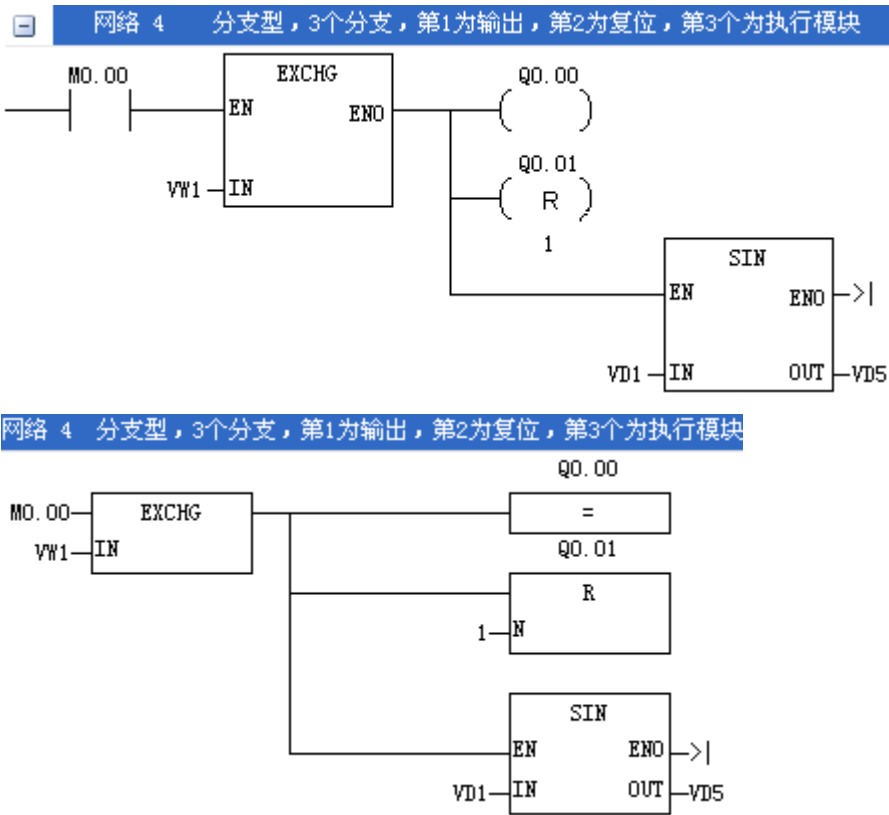 网络 4 分支型，3个分支，第1为输出，第2为复位，第3个为执行模块
M0.00
EXCHG
Q0.00
EN
ENO
( )
Q0.01
VW1
IN
( R )
1
SIN
EN
ENO
>|
VD1
IN
OUT
VD5
网络 4 分支型，3个分支，第1为输出，第2为复位，第3个为执行模块
Q0.00
M0.00
EXCHG
=
VW1
IN
Q0.01
R
1
N
SIN
EN
ENO
>|
VD1
IN
OUT
VD5